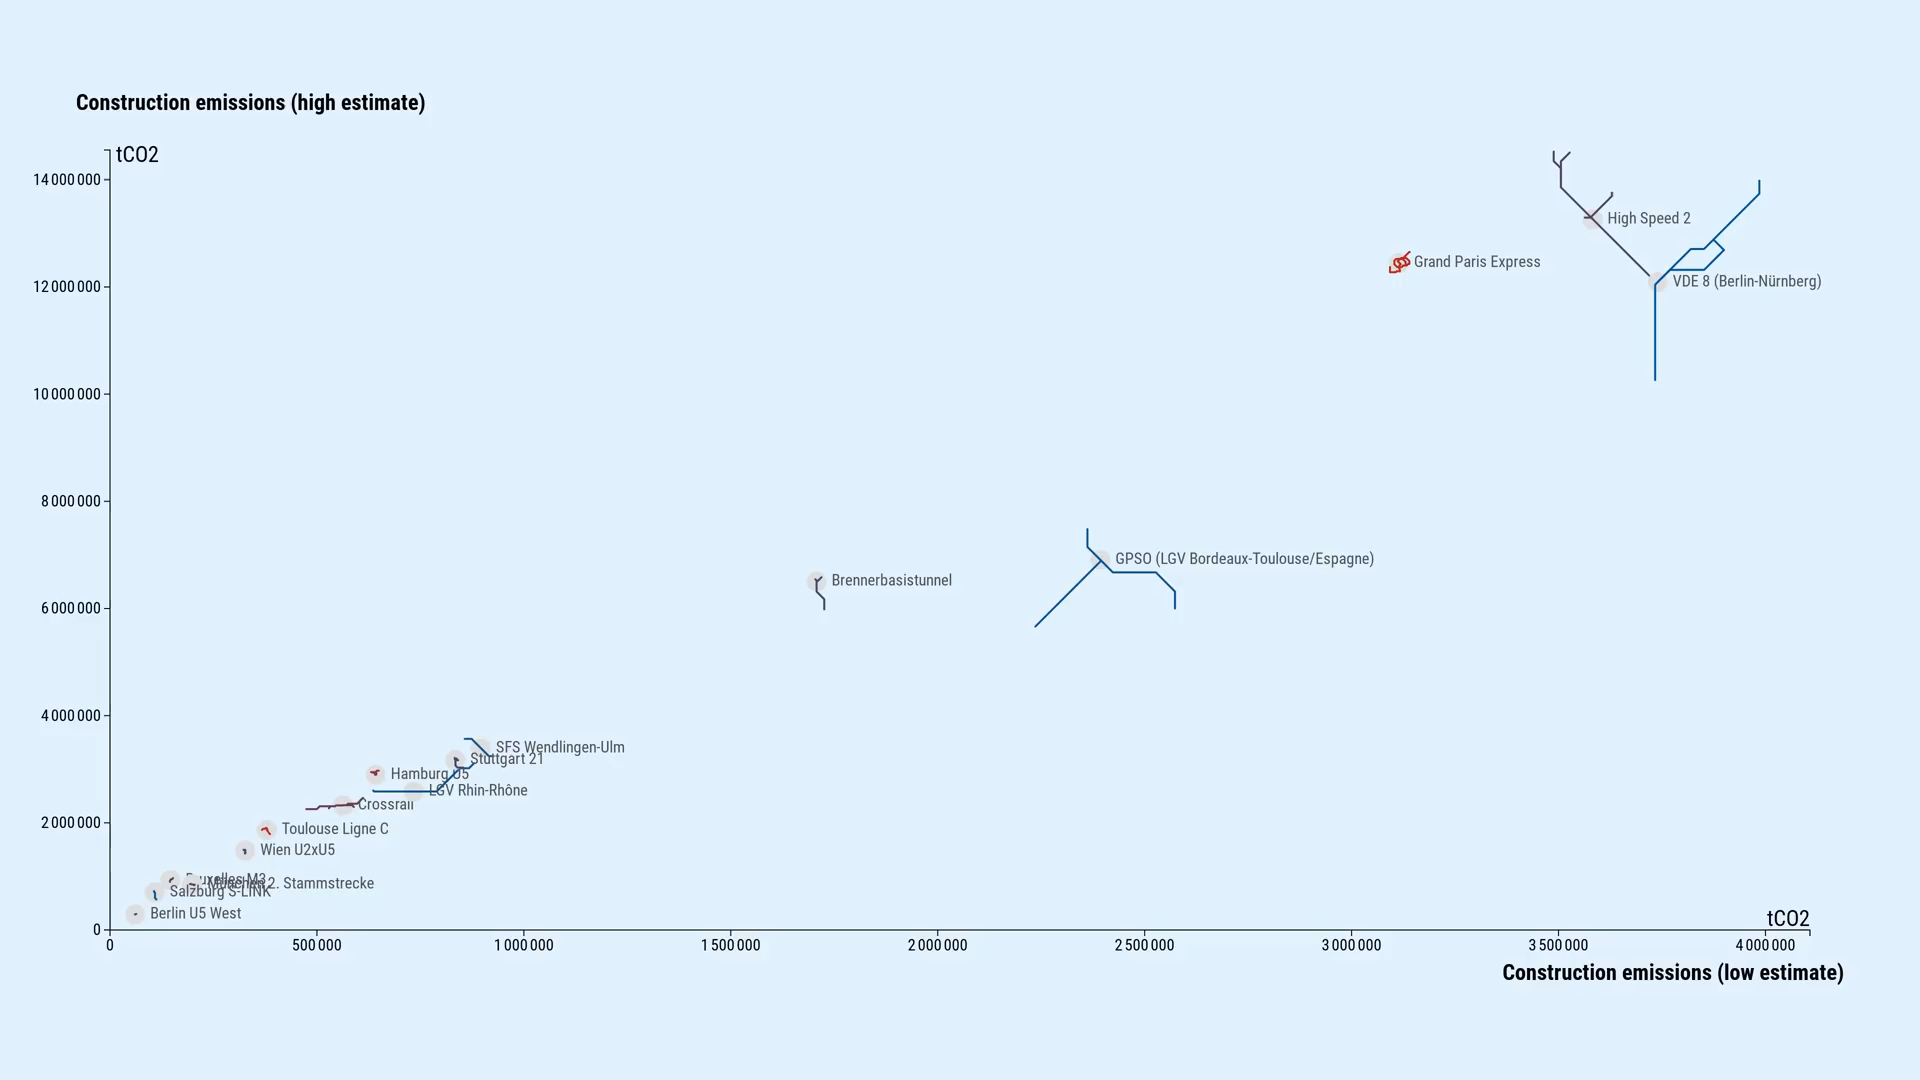 Construction emissions (high estimate)
tCO2
14 000 000
12 000 000
10 000 000
8 000 000
6 000 000
4 000 000
2 000 000
0
High Speed 2
Grand Paris Express
VDE 8 (Berlin-Nürnberg)
GPSO (LGV Bordeaux-Toulouse/Espagne)
Brennerbasistunnel
SFS Wendlingen-Ulm
Stuttgart 21
Hamburg U5
LGV Rhin-Rhône
Crossrail
Toulouse Ligne C
Wien U2xU5
Bruxelles M3
München 2. Stammstrecke
Salzburg S-LINK
Berlin U5 West
tCO2
0
500 000
1 000 000
1 500 000
2 000 000
2 500 000
3 000 000
3 500 000
4 000 000
Construction emissions (low estimate)